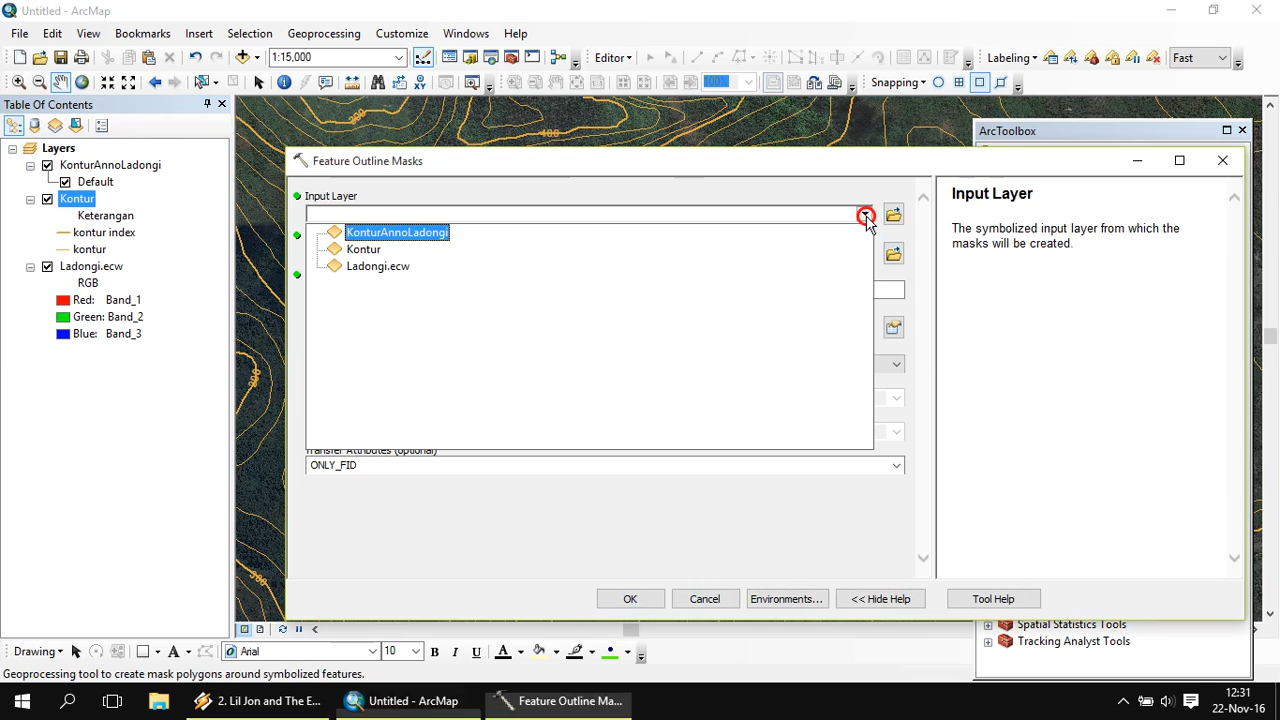 Untitled - ArcMap
File Edit View Bookmarks Insert Selection Geoprocessing Customize Windows Help
1:15,000 Editor Labeling Fast
100% Snapping
Table Of Contents
Layers
KonturAnnoLadongi
Default
Kontur
Keterangan
kontur index
kontur
Ladongi.ecw
RGB
Red: Band_1
Green: Band_2
Blue: Band_3
200
400
200
300
ArcToolbox
Feature Outline Masks
Input Layer
KonturAnnoLadongi
Kontur
Ladongi.ecw
Transfer Attributes (optional)
ONLY_FID
Input Layer
The symbolized input layer from which the
masks will be created.
OK Cancel Environments... << Hide Help Tool Help
Spatial Statistics Tools
Tracking Analyst Tools
Drawing A Arial 10 B I U A
Geoprocessing tool to create mask polygons around symbolized features.
2. Lil Jon and The E... Untitled - ArcMap Feature Outline Ma...
12:31
22-Nov-16